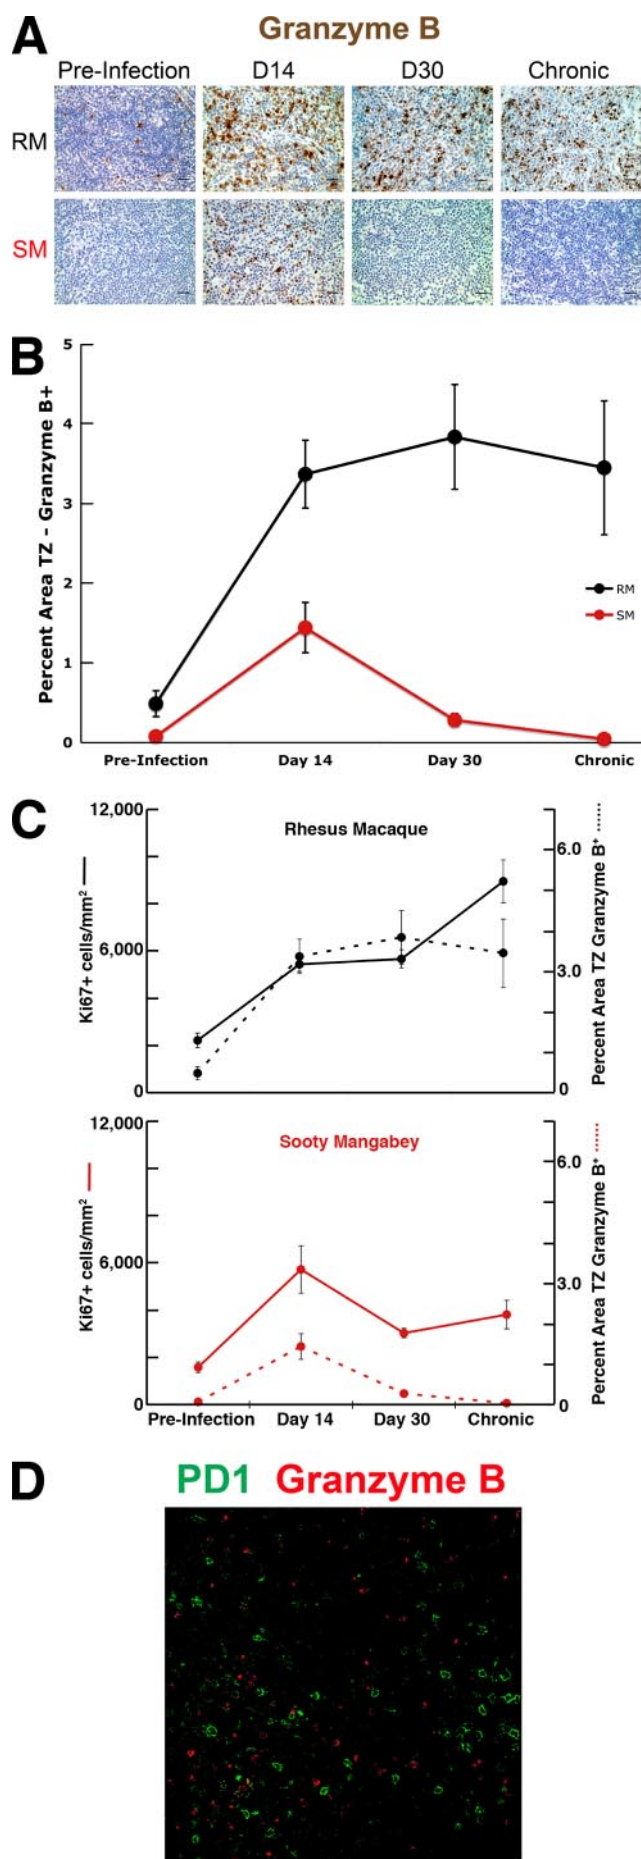 A
Granzyme B
Pre-Infection D14 D30 Chronic
RM
SM
B
Percent Area TZ - Granzyme B+
5
4
3
2
1
0
RM
SM
Pre-Infection Day 14 Day 30 Chronic
C
Rhesus Macaque
Ki67+ cells/mm²
12,000
6,000
0
Percent Area TZ Granzyme B⁺
6.0
3.0
0
Sooty Mangabey
Ki67+ cells/mm²
12,000
6,000
0
Percent Area TZ Granzyme B⁺
6.0
3.0
0
Pre-Infection Day 14 Day 30 Chronic
D
PD1 Granzyme B